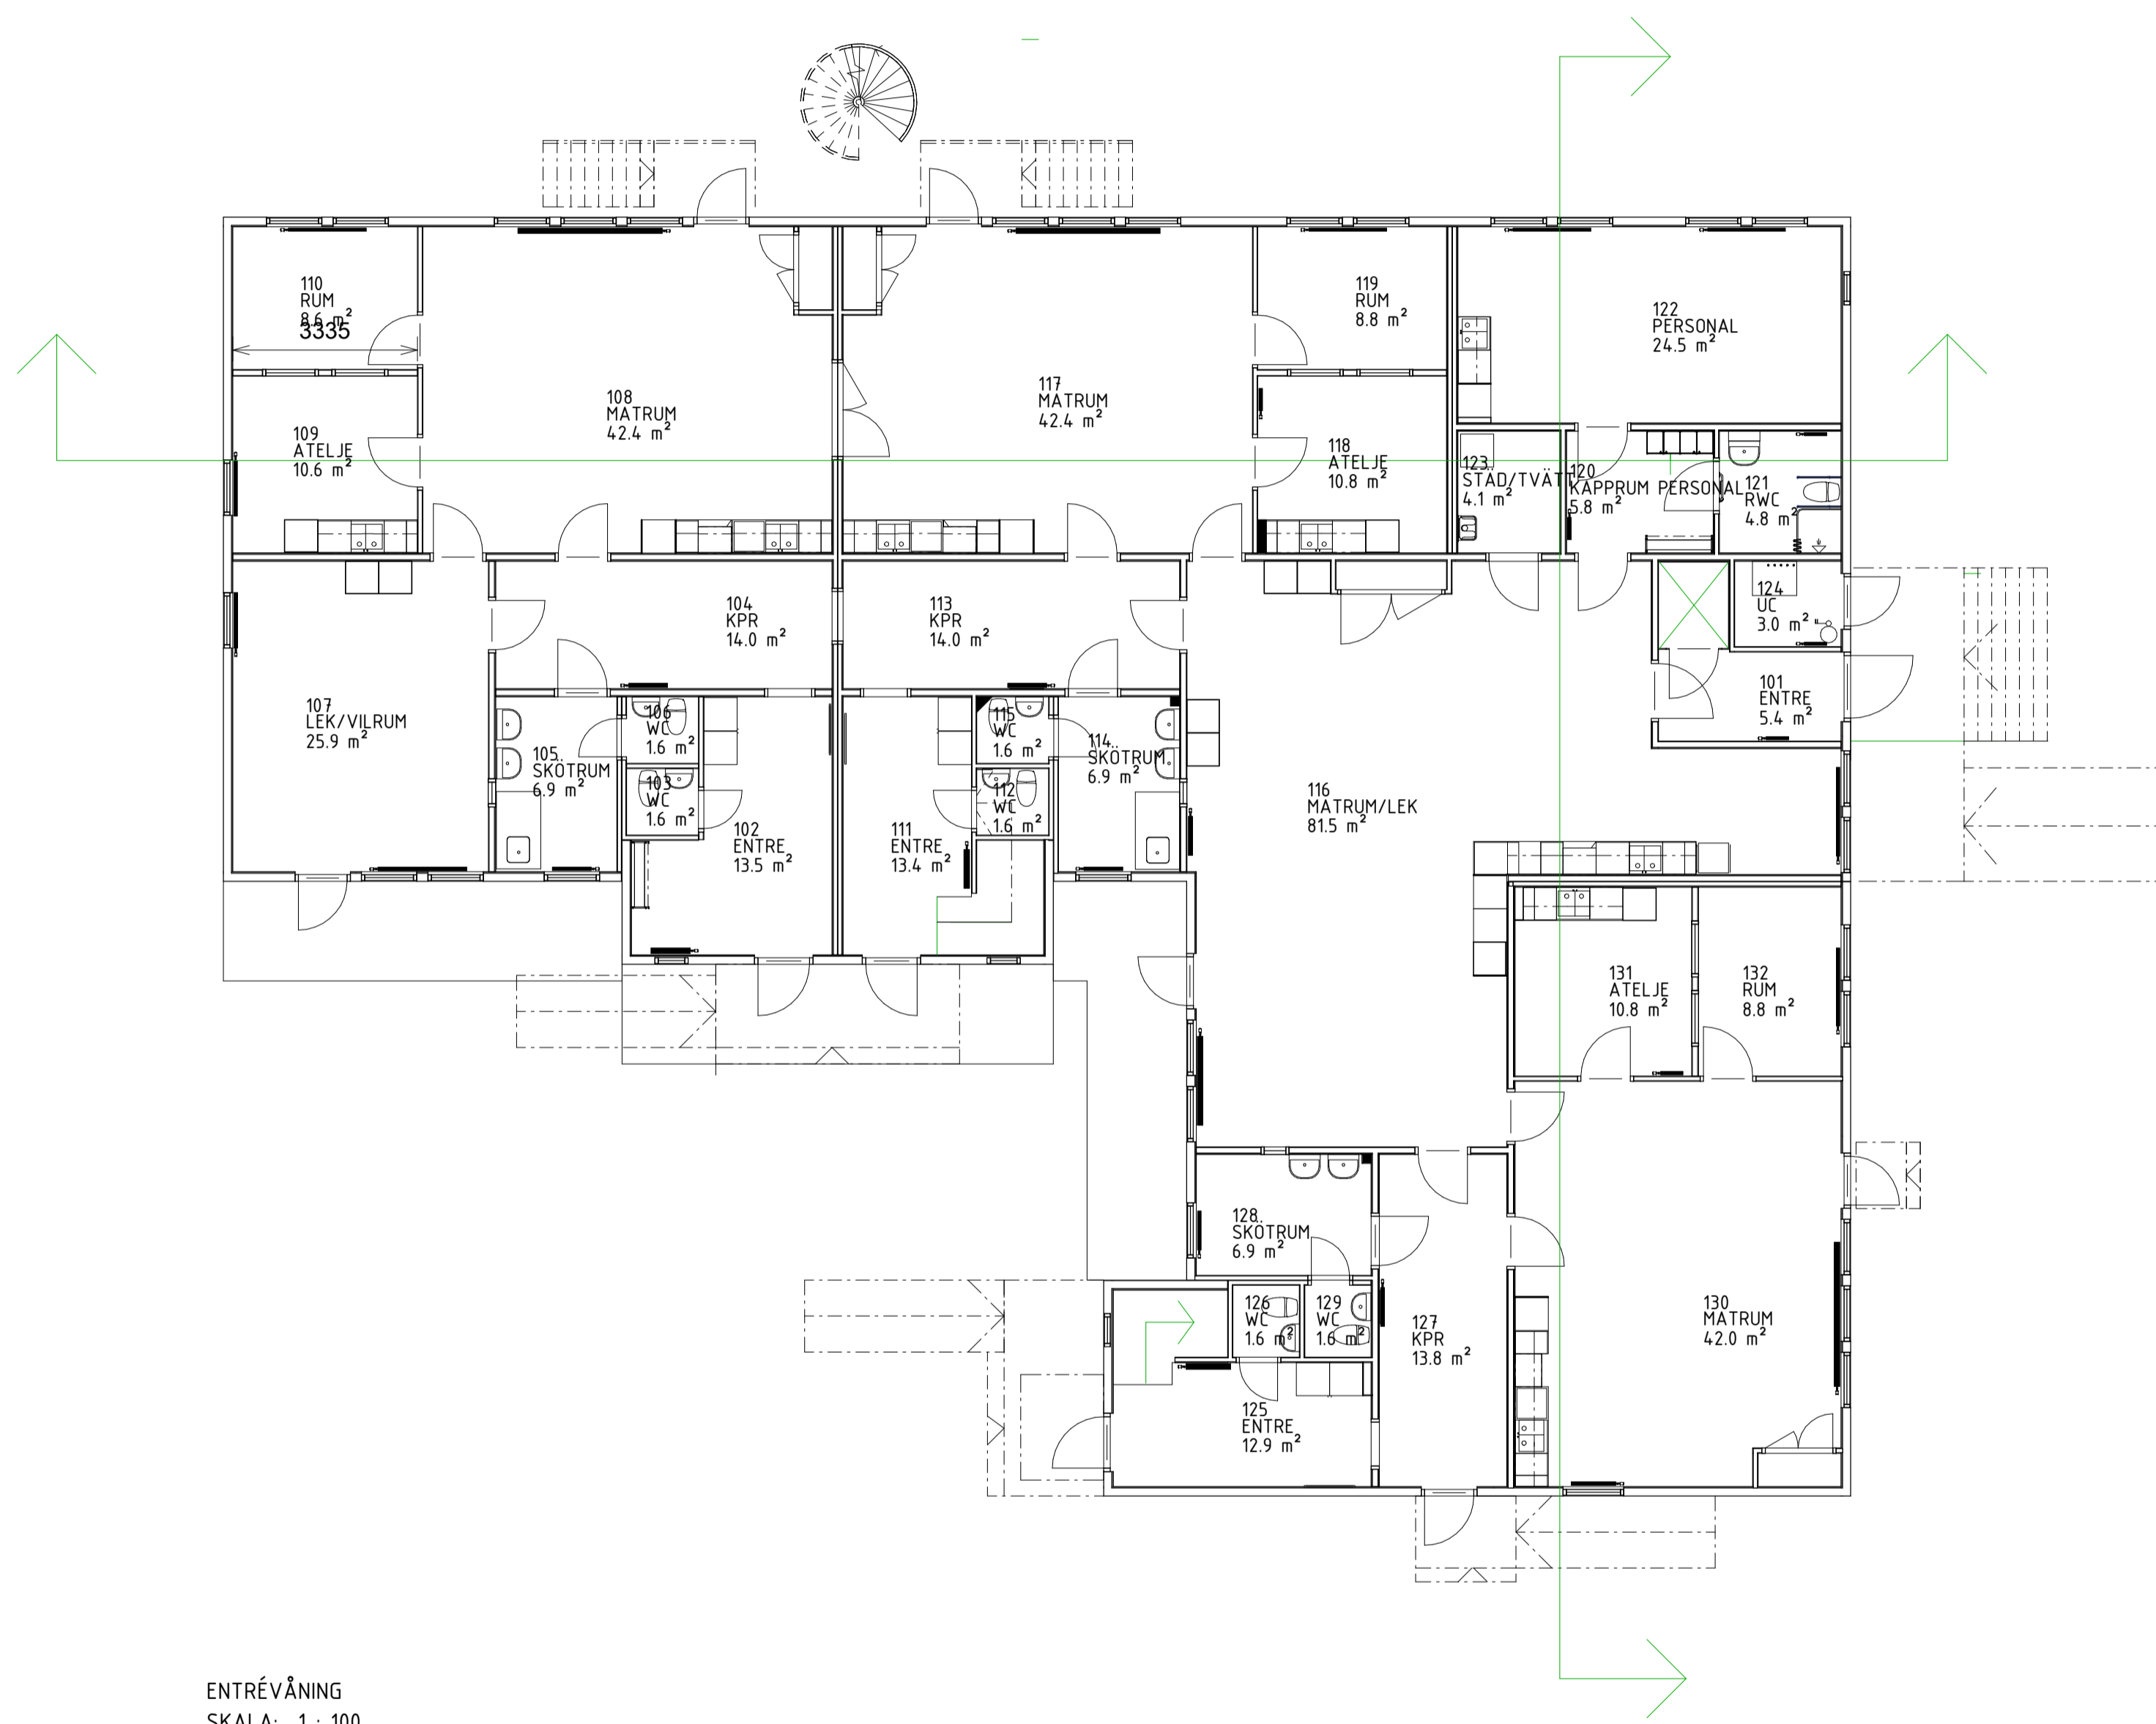 110
RUM
8.6 m²
3335
119
RUM
8.8 m²
122
PERSONAL
24.5 m²
108
MATRUM
42.4 m²
117
MATRUM
42.4 m²
109
ATELJE
10.6 m²
118
ATELJE
10.8 m²
123
STÄD/TVÄTT
4.1 m²
120
KAPPRUM PERSONAL
5.8 m²
121
RWC
4.8 m²
104
KPR
14.0 m²
113
KPR
14.0 m²
124
UC
3.0 m²
101
ENTRE
5.4 m²
107
LEK/VILRUM
25.9 m²
105
SKÖTRUM
6.9 m²
106
WC
1.6 m²
103
WC
1.6 m²
102
ENTRE
13.5 m²
111
ENTRE
13.4 m²
115
WC
1.6 m²
112
WC
1.6 m²
114
SKÖTRUM
6.9 m²
116
MATRUM/LEK
81.5 m²
131
ATELJE
10.8 m²
132
RUM
8.8 m²
128
SKÖTRUM
6.9 m²
126
WC
1.6 m²
129
WC
1.6 m²
127
KPR
13.8 m²
130
MATRUM
42.0 m²
125
ENTRE
12.9 m²
ENTRÉVÅNING
SKALA: 1 : 100